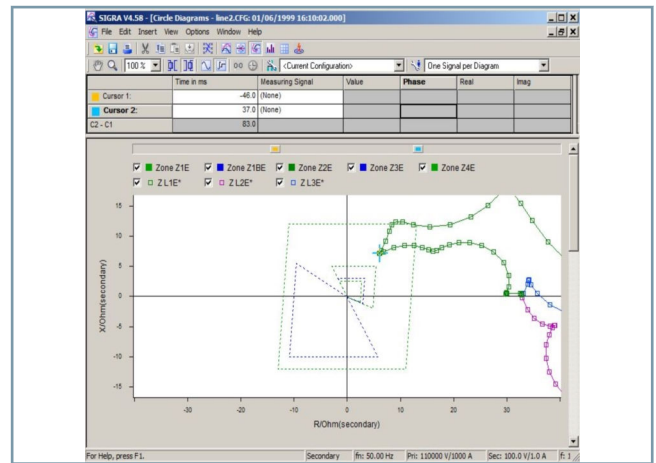 SIGRA V4.58 - [Circle Diagrams - line2.CFG: 01/06/1999 16:10:02.000]
File Edit Insert View Options Window Help
100 % <Current Configuration> One Signal per Diagram
Time in ms Measuring Signal Value Phase Real Imag
Cursor 1: -46.0 (None)
Cursor 2: 37.0 (None)
C2 - C1 83.0
Zone Z1E Zone Z1BE Zone Z2E Zone Z3E Zone Z4E
Z L1E* Z L2E* Z L3E*
15
10
5
0
-5
-10
-15
X/Ohm(secondary)
-30 -20 -10 0 10 20 30
R/Ohm(secondary)
For Help, press F1. Secondary fn: 50.00 Hz Pri: 110000 V/1000 A Sec: 100.0 V/1.0 A f: 1